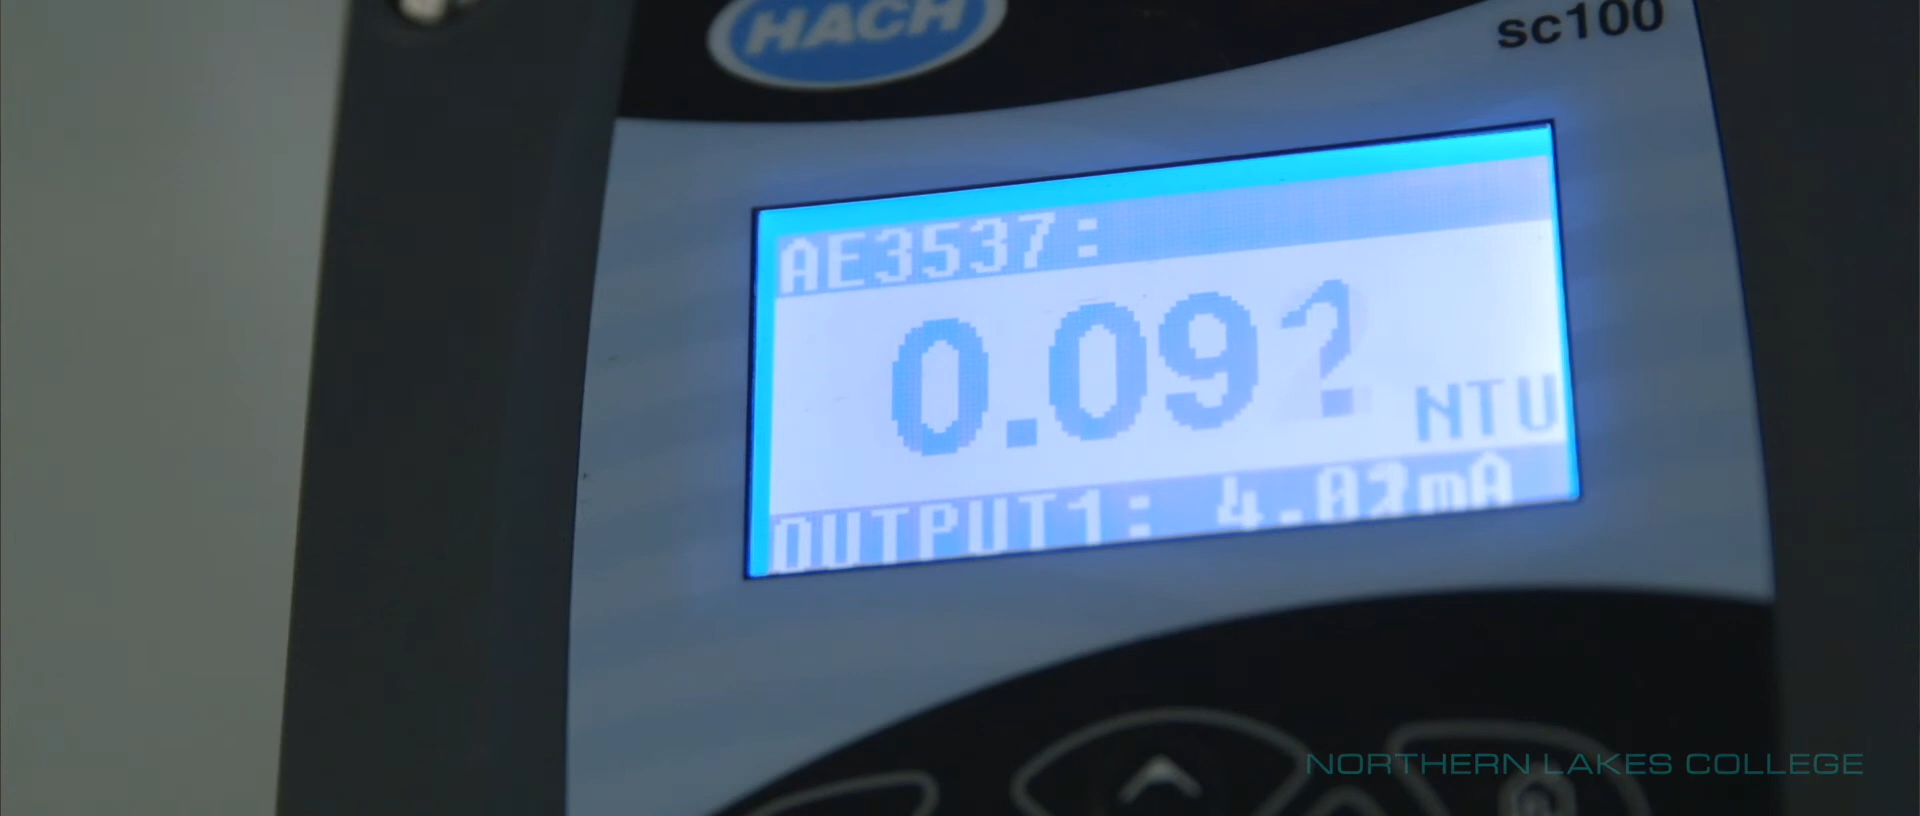 HACH
sc100
AE3537:
0.09?
NTU
OUTPUT1: 4.02mA
NORTHERN LAKES COLLEGE